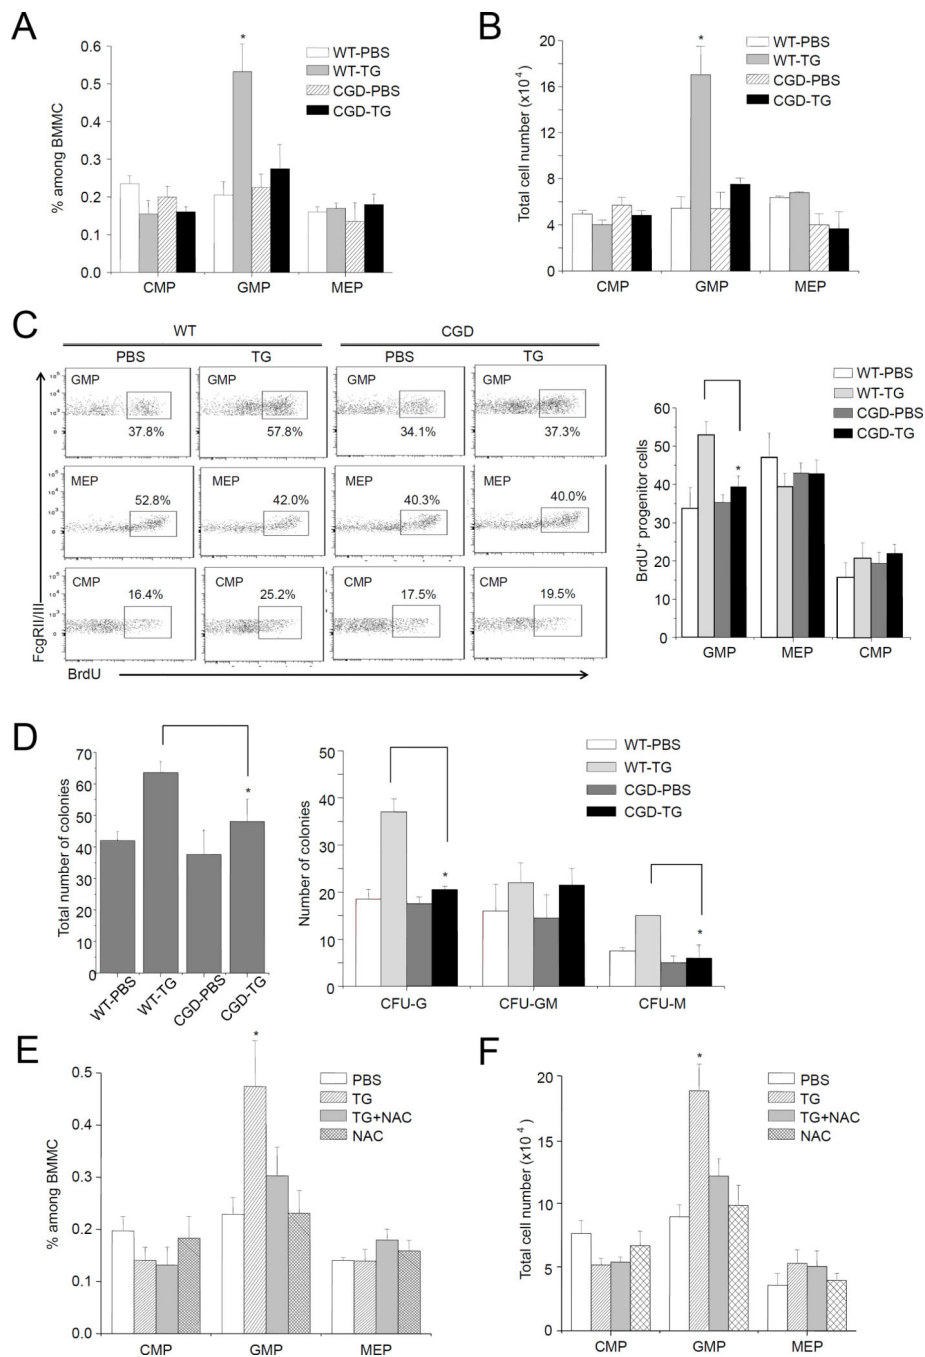 A
% among BMMC
0.6
0.5
0.4
0.3
0.2
0.1
0.0
*
WT-PBS
WT-TG
CGD-PBS
CGD-TG
CMP GMP MEP
B
Total cell number (x10⁻⁴)
20
16
12
8
4
0
*
WT-PBS
WT-TG
CGD-PBS
CGD-TG
CMP GMP MEP
C
WT CGD
PBS TG PBS TG
GMP GMP GMP GMP
37.8% 57.8% 34.1% 37.3%
MEP MEP MEP MEP
52.8% 42.0% 40.3% 40.0%
CMP CMP CMP CMP
16.4% 25.2% 17.5% 19.5%
FcgRII/III
BrdU
WT-PBS
WT-TG
CGD-PBS
CGD-TG
BrdU⁺ progenitor cells
60
50
40
30
20
10
0
*
GMP MEP CMP
D
Total number of colonies
70
60
50
40
30
20
10
0
*
WT-PBS WT-TG CGD-PBS CGD-TG
Number of colonies
50
40
30
20
10
0
*
*
WT-PBS
WT-TG
CGD-PBS
CGD-TG
CFU-G CFU-GM CFU-M
E
% among BMMC
0.5
0.4
0.3
0.2
0.1
0.0
*
PBS
TG
TG+NAC
NAC
CMP GMP MEP
F
Total cell number (x10⁻⁴)
20
15
10
5
0
*
PBS
TG
TG+NAC
NAC
CMP GMP MEP